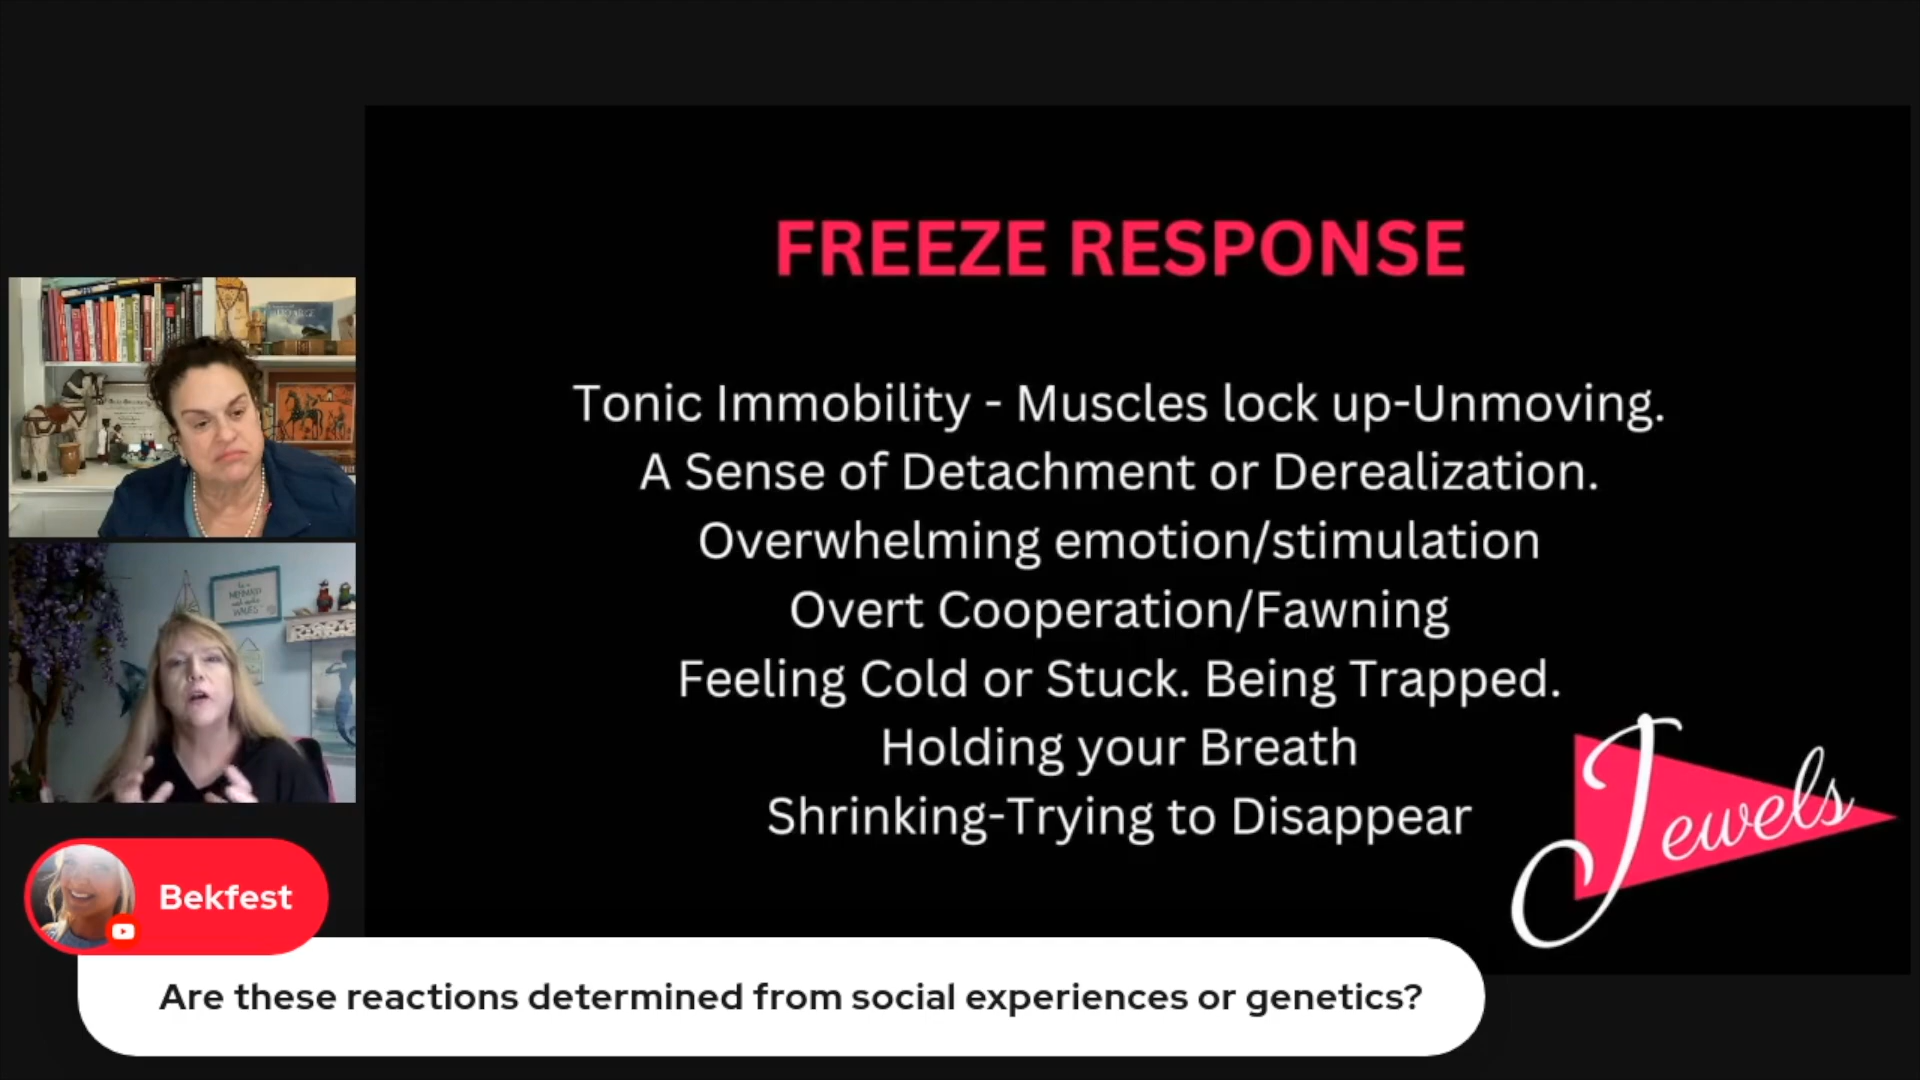 FREEZE RESPONSE
Tonic Immobility - Muscles lock up-Unmoving.
A Sense of Detachment or Derealization.
Overwhelming emotion/stimulation
Overt Cooperation/Fawning
Feeling Cold or Stuck. Being Trapped.
Holding your Breath
Shrinking-Trying to Disappear
Jewels
Bekfest
Are these reactions determined from social experiences or genetics?